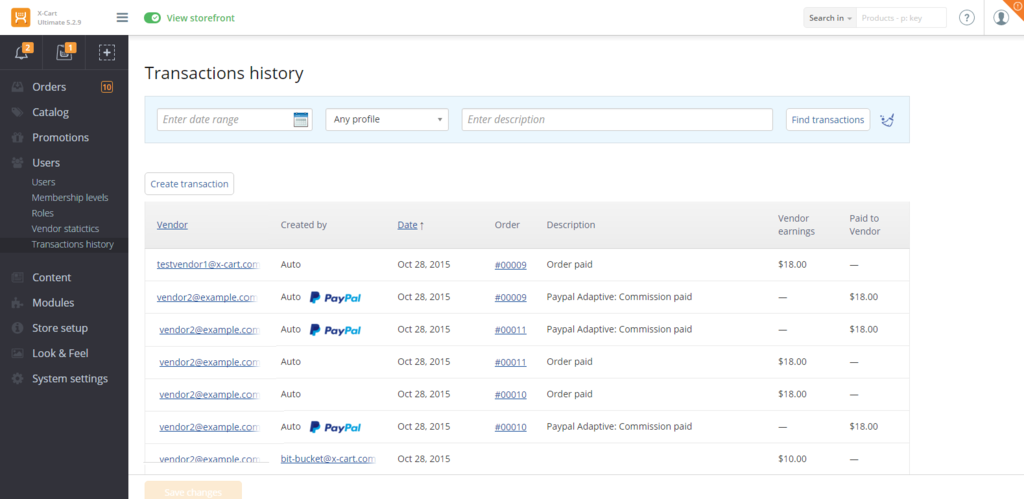 X-Cart
Ultimate 5.2.9
View storefront
Search in
Products - p: key
?
2
1
Orders
10
Catalog
Promotions
Users
Users
Membership levels
Roles
Vendor statictics
Transactions history
Content
Modules
Store setup
Look & Feel
System settings
Transactions history
Enter date range
Any profile
Enter description
Find transactions
Create transaction
Vendor Created by Date ↑ Order Description Vendor earnings Paid to Vendor
testvendor1@x-cart.com Auto Oct 28, 2015 #00009 Order paid $18.00 —
vendor2@example.com Auto PayPal Oct 28, 2015 #00009 Paypal Adaptive: Commission paid — $18.00
vendor2@example.com Auto PayPal Oct 28, 2015 #00011 Paypal Adaptive: Commission paid — $18.00
vendor2@example.com Auto Oct 28, 2015 #00011 Order paid $18.00 —
vendor2@example.com Auto Oct 28, 2015 #00010 Order paid $18.00 —
vendor2@example.com Auto PayPal Oct 28, 2015 #00010 Paypal Adaptive: Commission paid — $18.00
vendor2@example.com bit-bucket@x-cart.com Oct 28, 2015 $10.00 —
Save changes